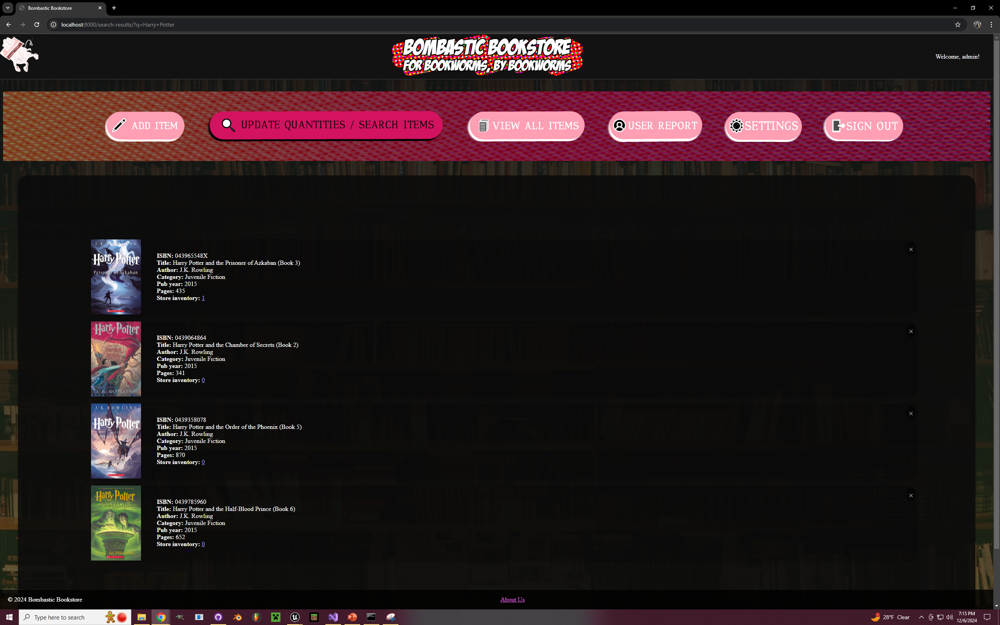 Bombastic Bookstore
localhost:8000/search-results/?q=Harry+Potter
BOMBASTIC BOOKSTORE
FOR BOOKWORMS, BY BOOKWORMS
Welcome, admin!
ADD ITEM
UPDATE QUANTITIES / SEARCH ITEMS
VIEW ALL ITEMS
USER REPORT
SETTINGS
SIGN OUT
J. K. ROWLING
Harry Potter
and the
Prisoner of Azkaban
SCHOLASTIC
ISBN: 043965548X
Title: Harry Potter and the Prisoner of Azkaban (Book 3)
Author: J.K. Rowling
Category: Juvenile Fiction
Pub year: 2015
Pages: 435
Store inventory: 1
Harry Potter
AND THE
CHAMBER
SECRETS
J. K. ROWLING
ISBN: 0439064864
Title: Harry Potter and the Chamber of Secrets (Book 2)
Author: J.K. Rowling
Category: Juvenile Fiction
Pub year: 2015
Pages: 341
Store inventory: 0
J. K. ROWLING
Harry Potter
and the
Order of the Phoenix
SCHOLASTIC
ISBN: 0439358078
Title: Harry Potter and the Order of the Phoenix (Book 5)
Author: J.K. Rowling
Category: Juvenile Fiction
Pub year: 2015
Pages: 870
Store inventory: 0
Harry Potter
and the Half-Blood Prince
J. K. ROWLING
SCHOLASTIC
ISBN: 0439785960
Title: Harry Potter and the Half-Blood Prince (Book 6)
Author: J.K. Rowling
Category: Juvenile Fiction
Pub year: 2015
Pages: 652
Store inventory: 0
© 2024 Bombastic Bookstore
About Us
Type here to search
1
28°F Clear
7:15 PM
12/6/2024